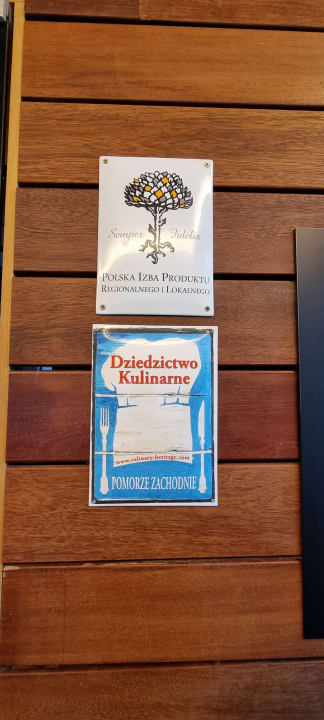 Semper Fidelis
POLSKA IZBA PRODUKTU
REGIONALNEGO I LOKALNEGO
Dziedzictwo
Kulinarne
www.culinary-heritage.com
POMORZE ZACHODNIE